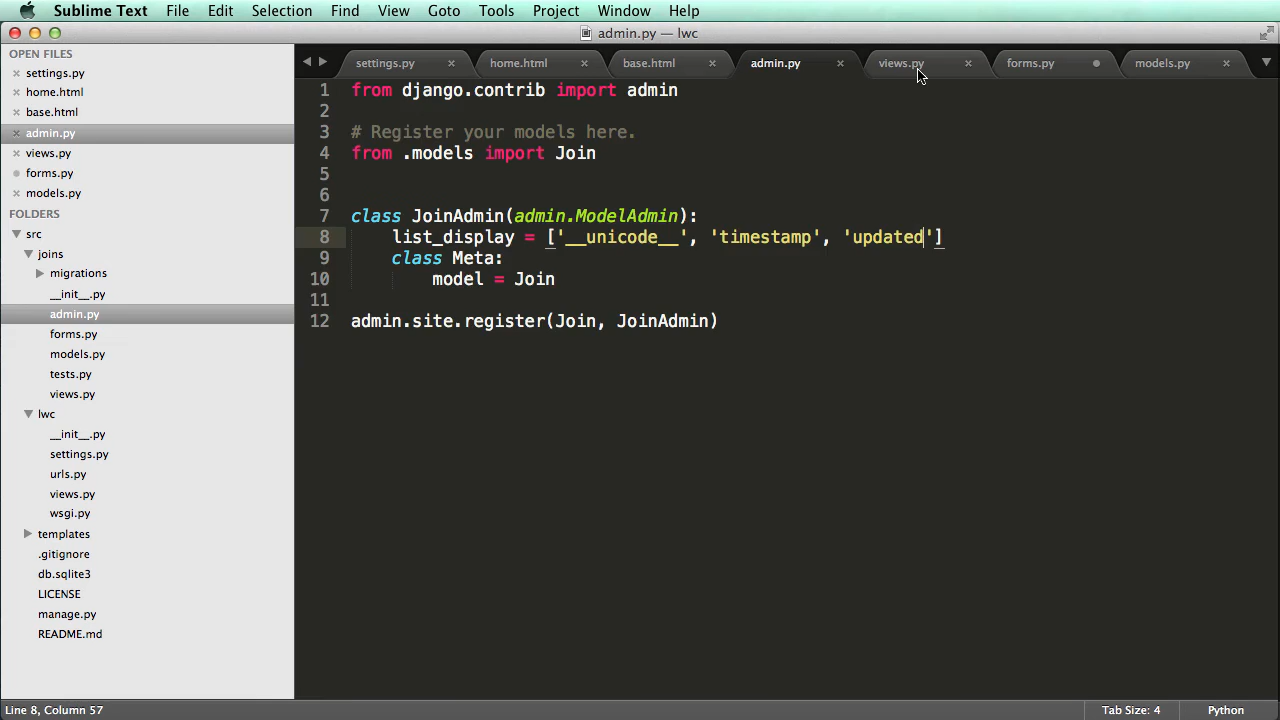 Sublime Text File Edit Selection Find View Goto Tools Project Window Help
admin.py — lwc
OPEN FILES
settings.py
home.html
base.html
admin.py
views.py
forms.py
models.py
FOLDERS
src
joins
migrations
__init__.py
admin.py
forms.py
models.py
tests.py
views.py
lwc
__init__.py
settings.py
urls.py
views.py
wsgi.py
templates
.gitignore
db.sqlite3
LICENSE
manage.py
README.md
settings.py home.html base.html admin.py views.py forms.py models.py
1 from django.contrib import admin
2
3 # Register your models here.
4 from .models import Join
5
6
7 class JoinAdmin(admin.ModelAdmin):
8 list_display = ['__unicode__', 'timestamp', 'updated']
9 class Meta:
10 model = Join
11
12 admin.site.register(Join, JoinAdmin)
Line 8, Column 57 Tab Size: 4 Python